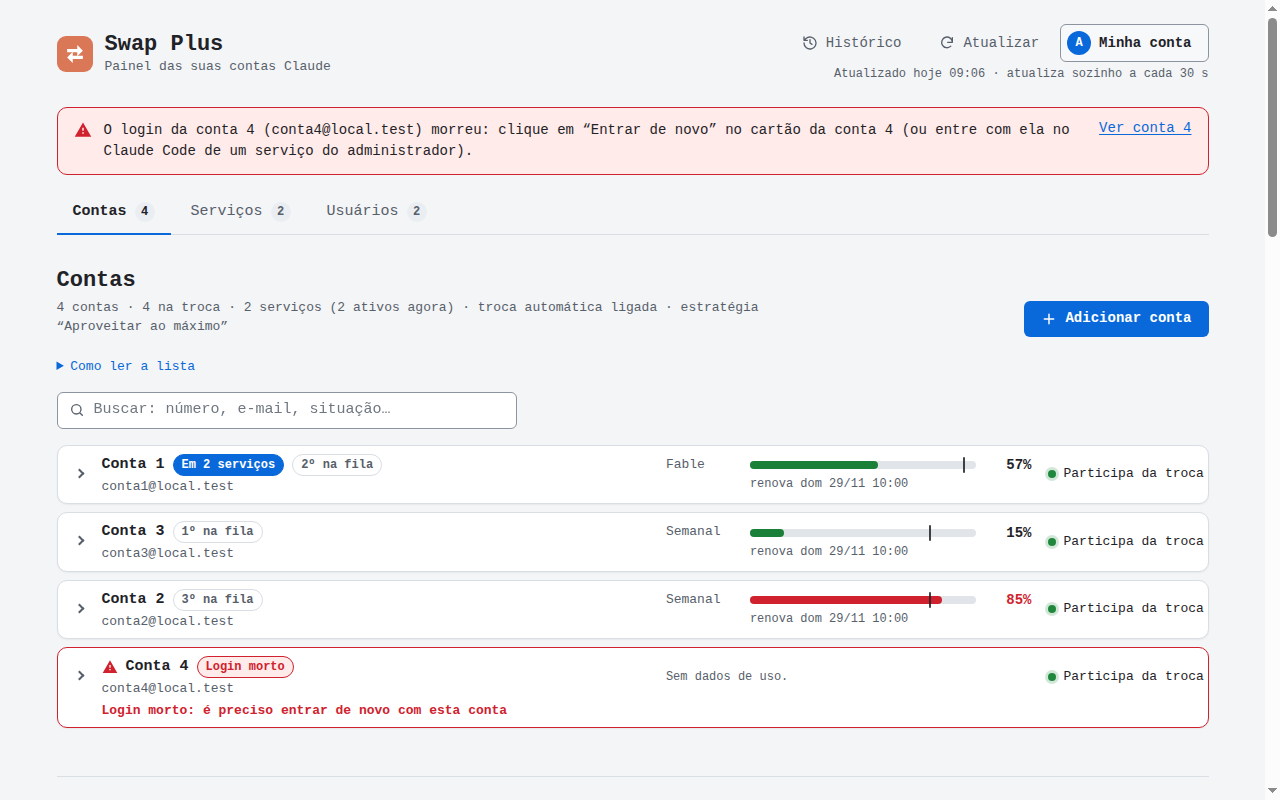 Swap Plus
Painel das suas contas Claude
Histórico
Atualizar
A Minha conta
Atualizado hoje 09:06 · atualiza sozinho a cada 30 s
O login da conta 4 (conta4@local.test) morreu: clique em “Entrar de novo” no cartão da conta 4 (ou entre com ela no
Claude Code de um serviço do administrador).
Ver conta 4
Contas 4
Serviços 2
Usuários 2
Contas
4 contas · 4 na troca · 2 serviços (2 ativos agora) · troca automática ligada · estratégia
“Aproveitar ao máximo”
Adicionar conta
Como ler a lista
Buscar: número, e-mail, situação…
Conta 1 Em 2 serviços 2º na fila
conta1@local.test
Fable
57%
renova dom 29/11 10:00
Participa da troca
Conta 3 1º na fila
conta3@local.test
Semanal
15%
renova dom 29/11 10:00
Participa da troca
Conta 2 3º na fila
conta2@local.test
Semanal
85%
renova dom 29/11 10:00
Participa da troca
Conta 4 Login morto
conta4@local.test
Login morto: é preciso entrar de novo com esta conta
Sem dados de uso.
Participa da troca